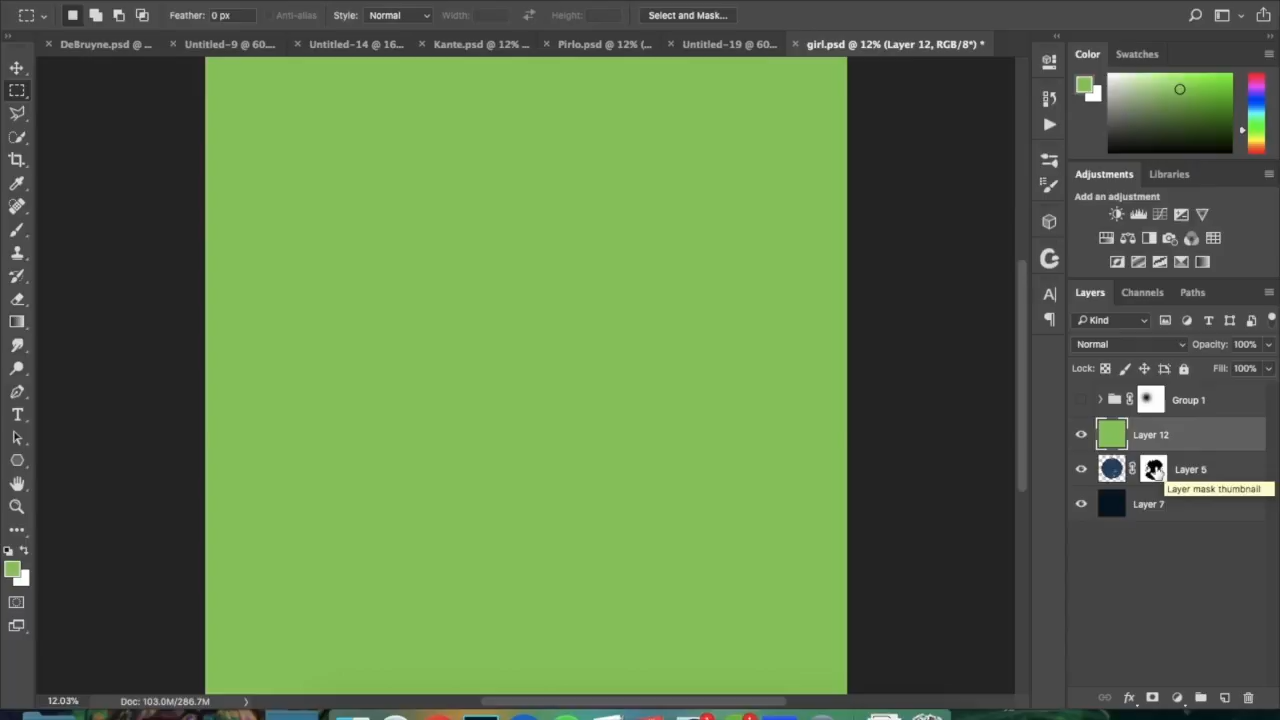 Feather: 0 px Anti-alias Style: Normal Width: Height: Select and Mask...
DeBruyne.psd @ ... Untitled-9 @ 60.... Untitled-14 @ 16... Kante.psd @ 12% ... Pirlo.psd @ 12% (... Untitled-19 @ 60... girl.psd @ 12% (Layer 12, RGB/8*) *
Color Swatches
Adjustments Libraries
Add an adjustment
Layers Channels Paths
Kind
Normal Opacity: 100%
Lock: Fill: 100%
Group 1
Layer 12
Layer 5
Layer mask thumbnail
Layer 7
12.03% Doc: 103.0M/286.7M